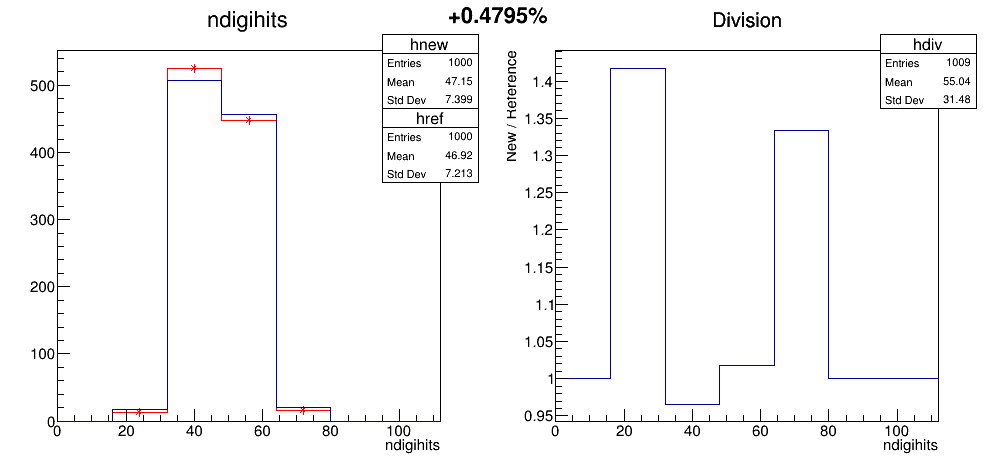 +0.4795%
ndigihits
hnew
Entries 1000
Mean 47.15
Std Dev 7.399
href
Entries 1000
Mean 46.92
Std Dev 7.213
500
400
300
200
100
0
0 20 40 60 80 100
ndigihits
Division
hdiv
Entries 1009
Mean 55.04
Std Dev 31.48
New / Reference
1.4
1.35
1.3
1.25
1.2
1.15
1.1
1.05
1
0.95
0 20 40 60 80 100
ndigihits